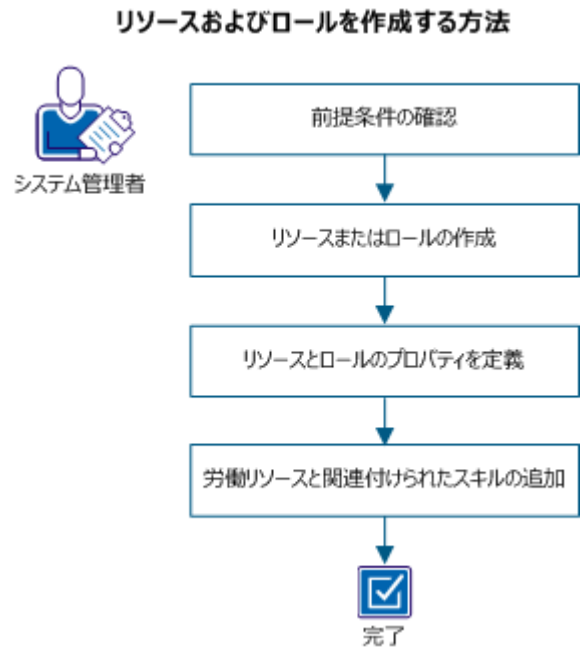 リソースおよびロールを作成する方法
システム管理者
前提条件の確認
リソースまたはロールの作成
リソースとロールのプロパティを定義
労働リソースと関連付けられたスキルの追加
完了